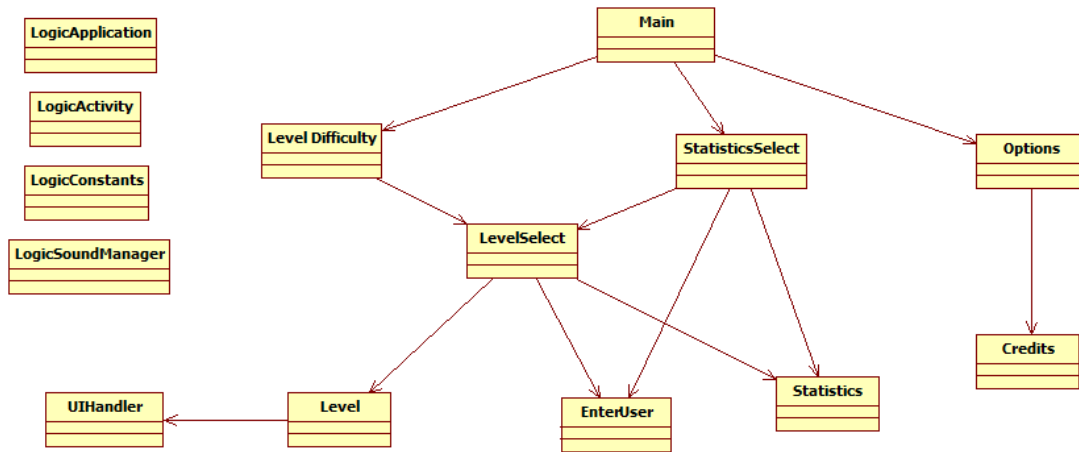 LogicApplication
Main
LogicActivity
Level Difficulty
StatisticsSelect
Options
LogicConstants
LevelSelect
LogicSoundManager
Credits
UIHandler
Level
EnterUser
Statistics